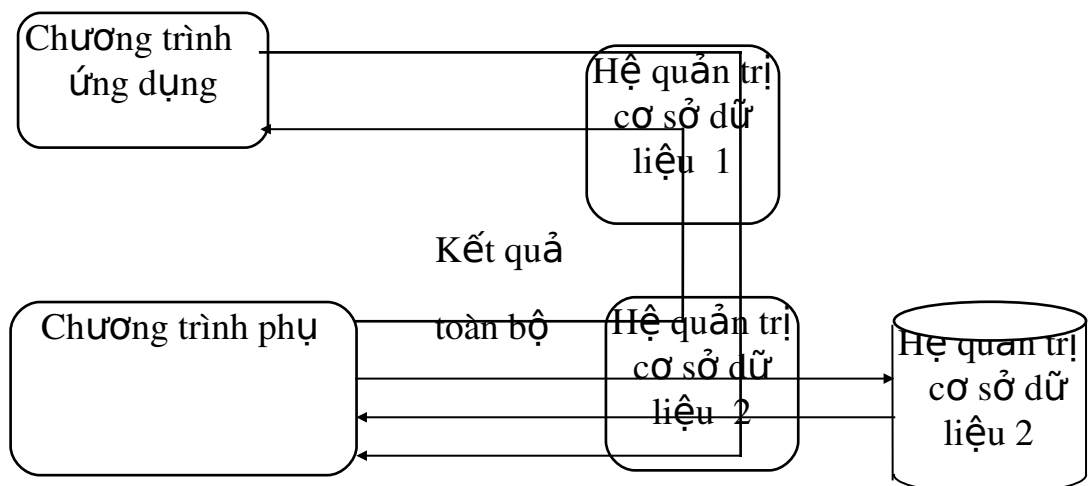 Chương trình
ứng dụng
Hệ quản trị
cơ sở dữ
liệu 1
Kết quả
toàn bộ
Chương trình phụ
Hệ quản trị
cơ sở dữ
liệu 2
Hệ quản trị
cơ sở dữ
liệu 2